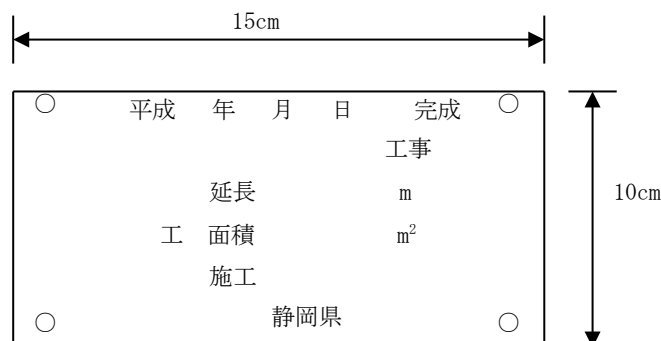 15cm
平成 年 月 日 完成
工事
延長 m
10cm
工 面積 m²
施工
静岡県